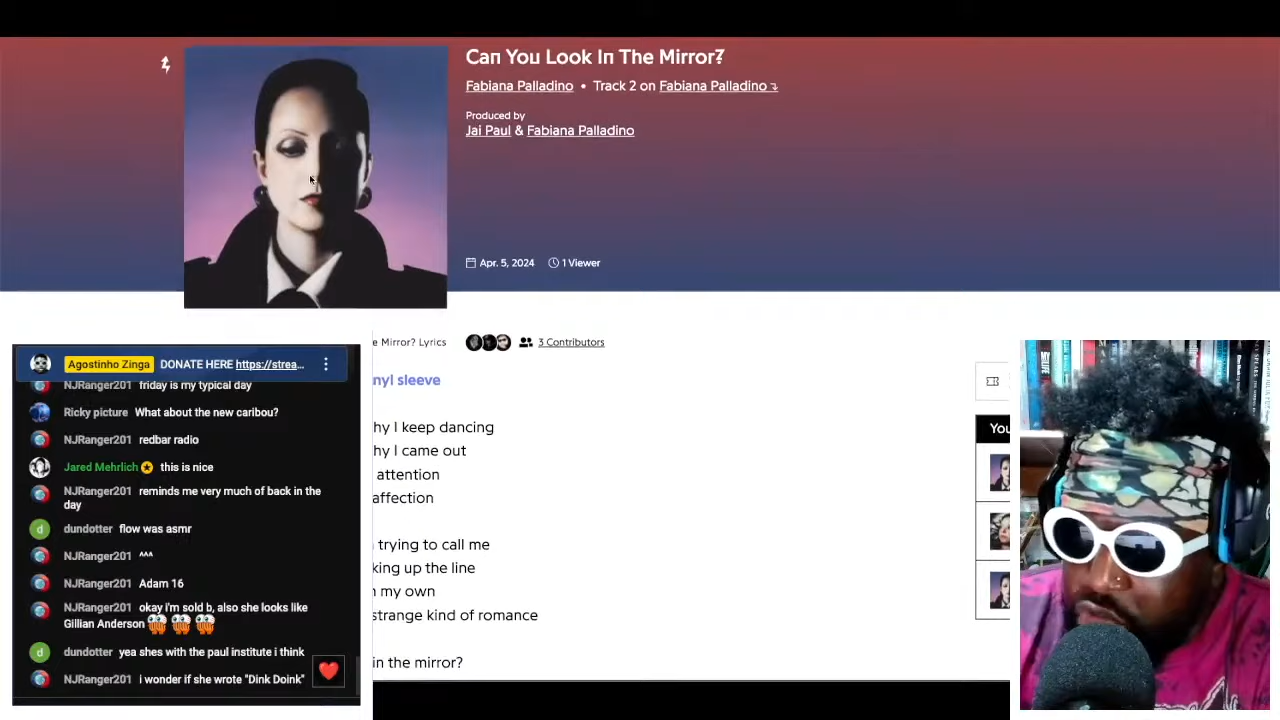 Can You Look In The Mirror?
Fabiana Palladino • Track 2 on Fabiana Palladino
Produced by
Jai Paul & Fabiana Palladino
Apr. 5, 2024 1 Viewer
e Mirror? Lyrics 3 Contributors
nyl sleeve
hy I keep dancing
hy I came out
attention
affection
trying to call me
king up the line
my own
strange kind of romance
in the mirror?
You
Agostinho Zinga DONATE HERE https://strea...
NJRanger201 friday is my typical day
Ricky picture What about the new caribou?
NJRanger201 redbar radio
Jared Mehrlich this is nice
NJRanger201 reminds me very much of back in the
day
dundotter flow was asmr
NJRanger201 ^^^
NJRanger201 Adam 16
NJRanger201 okay i'm sold b, also she looks like
Gillian Anderson
dundotter yea shes with the paul institute i think
NJRanger201 i wonder if she wrote "Dink Doink"
MY LIFE